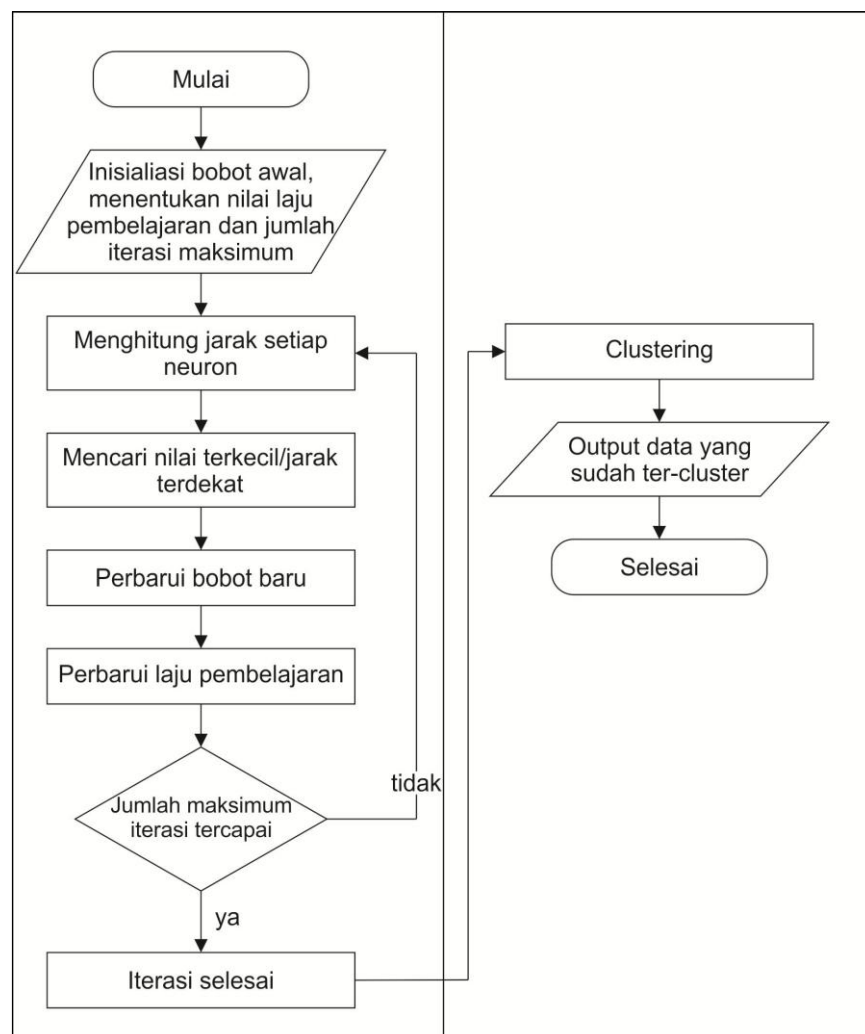 Mulai
Inisialiasi bobot awal,
menentukan nilai laju
pembelajaran dan jumlah
iterasi maksimum
Menghitung jarak setiap
neuron
Mencari nilai terkecil/jarak
terdekat
Perbarui bobot baru
Perbarui laju pembelajaran
Jumlah maksimum
iterasi tercapai
tidak
ya
Iterasi selesai
Clustering
Output data yang
sudah ter-cluster
Selesai